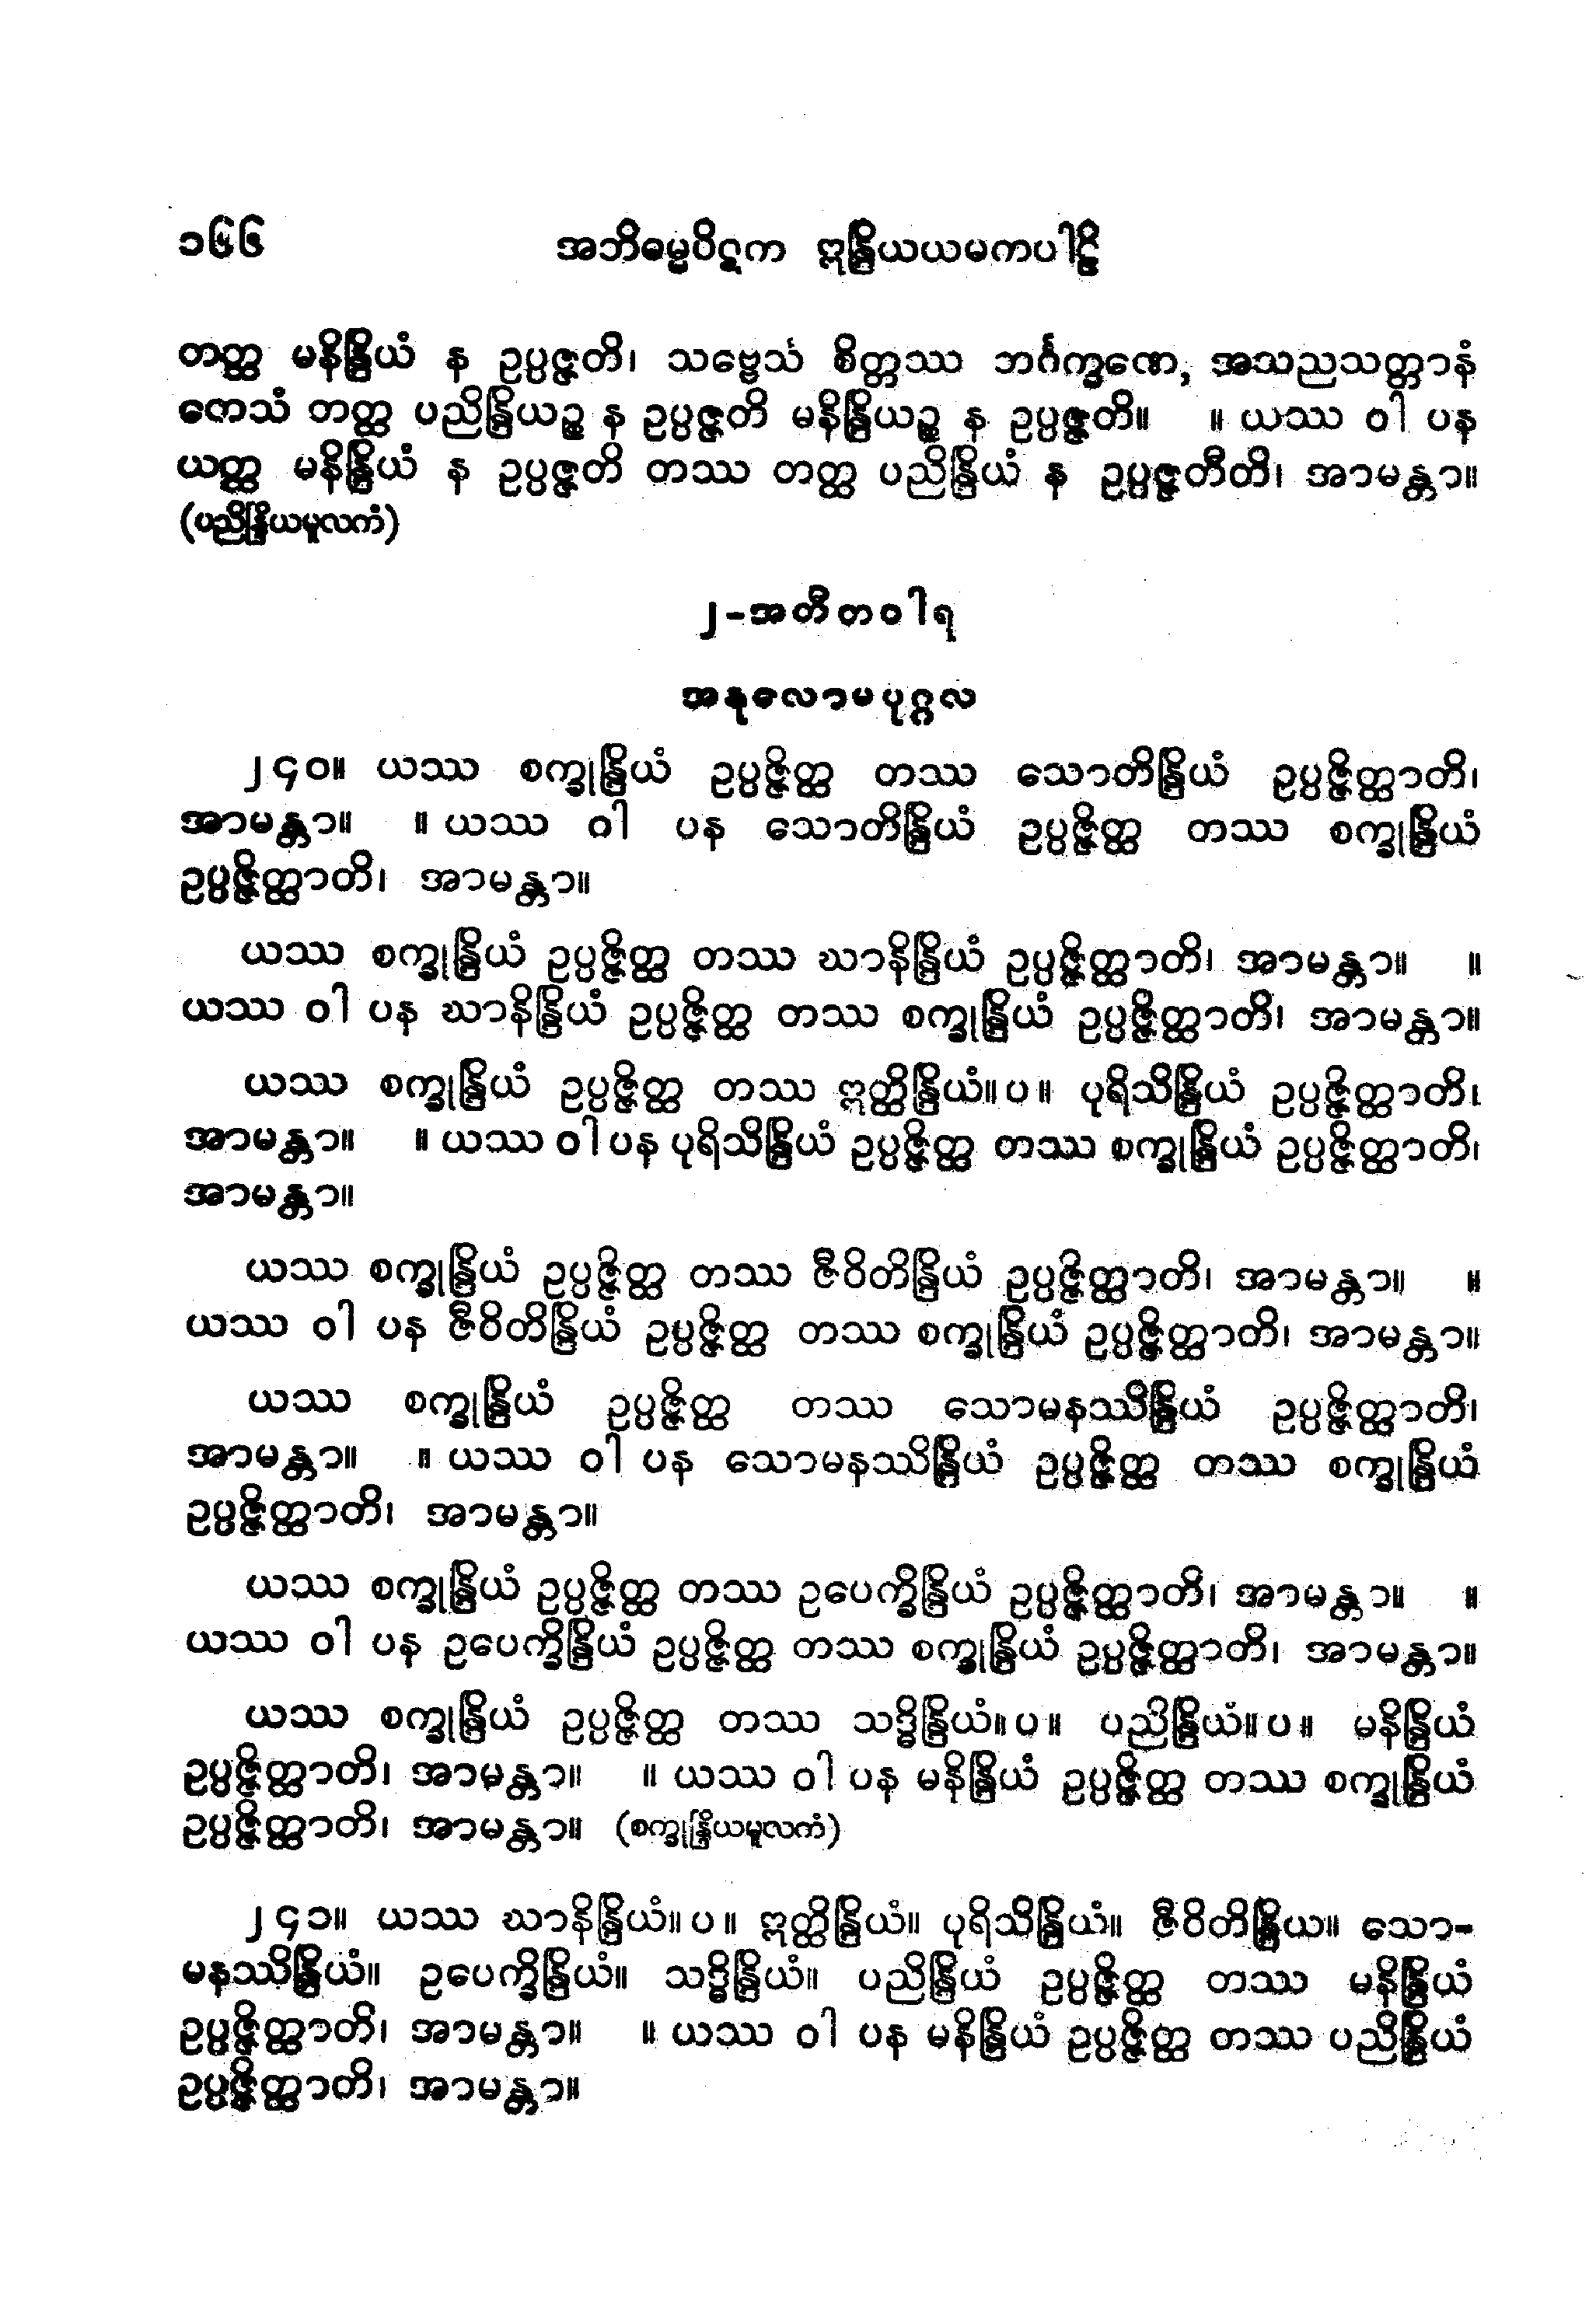 ၁၆၆ အဘိဓမ္မပိဋက ဣန္ဒြိယယမကပါဠိ
တတ္ထ မနိန္ဒြိယံ န ဥပ္ပဇ္ဇတိ၊ သဗ္ဗေသံ စိတ္တဿ ဘင်္ဂက္ခဏေ, အသညသတ္တာနံ
တေသံ တတ္ထ ပညိန္ဒြိယဉ္စ န ဥပ္ပဇ္ဇတိ မနိန္ဒြိယဉ္စ န ဥပ္ပဇ္ဇတိ။ ။ ယဿ ဝါ ပန
ယတ္ထ မနိန္ဒြိယံ န ဥပ္ပဇ္ဇတိ တဿ တတ္ထ ပညိန္ဒြိယံ န ဥပ္ပဇ္ဇတီတိ၊ အာမန္တာ။
(ပညိန္ဒြိယမူလကံ)
၂-အတီတဝါရ
အနုလောမပုဂ္ဂလ
၂၄၀။ ယဿ စက္ခုန္ဒြိယံ ဥပ္ပဇ္ဇိတ္ထ တဿ သောတိန္ဒြိယံ ဥပ္ပဇ္ဇိတ္ထာတိ၊
အာမန္တာ။ ။ ယဿ ဝါ ပန သောတိန္ဒြိယံ ဥပ္ပဇ္ဇိတ္ထ တဿ စက္ခုန္ဒြိယံ
ဥပ္ပဇ္ဇိတ္ထာတိ၊ အာမန္တာ။
ယဿ စက္ခုန္ဒြိယံ ဥပ္ပဇ္ဇိတ္ထ တဿ ဃာနိန္ဒြိယံ ဥပ္ပဇ္ဇိတ္ထာတိ၊ အာမန္တာ။ ။
ယဿ ဝါ ပန ဃာနိန္ဒြိယံ ဥပ္ပဇ္ဇိတ္ထ တဿ စက္ခုန္ဒြိယံ ဥပ္ပဇ္ဇိတ္ထာတိ၊ အာမန္တာ။
ယဿ စက္ခုန္ဒြိယံ ဥပ္ပဇ္ဇိတ္ထ တဿ ဣတ္ထိန္ဒြိယံ။ပ။ ပုရိသိန္ဒြိယံ ဥပ္ပဇ္ဇိတ္ထာတိ၊
အာမန္တာ။ ။ ယဿ ဝါ ပန ပုရိသိန္ဒြိယံ ဥပ္ပဇ္ဇိတ္ထ တဿ စက္ခုန္ဒြိယံ ဥပ္ပဇ္ဇိတ္ထာတိ၊
အာမန္တာ။
ယဿ စက္ခုန္ဒြိယံ ဥပ္ပဇ္ဇိတ္ထ တဿ ဇီဝိတိန္ဒြိယံ ဥပ္ပဇ္ဇိတ္ထာတိ၊ အာမန္တာ။ ။
ယဿ ဝါ ပန ဇီဝိတိန္ဒြိယံ ဥပ္ပဇ္ဇိတ္ထ တဿ စက္ခုန္ဒြိယံ ဥပ္ပဇ္ဇိတ္ထာတိ၊ အာမန္တာ။
ယဿ စက္ခုန္ဒြိယံ ဥပ္ပဇ္ဇိတ္ထ တဿ သောမနဿိန္ဒြိယံ ဥပ္ပဇ္ဇိတ္ထာတိ၊
အာမန္တာ။ ။ ယဿ ဝါ ပန သောမနဿိန္ဒြိယံ ဥပ္ပဇ္ဇိတ္ထ တဿ စက္ခုန္ဒြိယံ
ဥပ္ပဇ္ဇိတ္ထာတိ၊ အာမန္တာ။
ယဿ စက္ခုန္ဒြိယံ ဥပ္ပဇ္ဇိတ္ထ တဿ ဥပေက္ခိန္ဒြိယံ ဥပ္ပဇ္ဇိတ္ထာတိ၊ အာမန္တာ။ ။
ယဿ ဝါ ပန ဥပေက္ခိန္ဒြိယံ ဥပ္ပဇ္ဇိတ္ထ တဿ စက္ခုန္ဒြိယံ ဥပ္ပဇ္ဇိတ္ထာတိ၊ အာမန္တာ။
ယဿ စက္ခုန္ဒြိယံ ဥပ္ပဇ္ဇိတ္ထ တဿ သဒ္ဓိန္ဒြိယံ။ပ။ ပညိန္ဒြိယံ။ပ။ မနိန္ဒြိယံ
ဥပ္ပဇ္ဇိတ္ထာတိ၊ အာမန္တာ။ ။ ယဿ ဝါ ပန မနိန္ဒြိယံ ဥပ္ပဇ္ဇိတ္ထ တဿ စက္ခုန္ဒြိယံ
ဥပ္ပဇ္ဇိတ္ထာတိ၊ အာမန္တာ။ (စက္ခုန္ဒြိယမူလကံ)
၂၄၁။ ယဿ ဃာနိန္ဒြိယံ။ပ။ ဣတ္ထိန္ဒြိယံ။ ပုရိသိန္ဒြိယံ။ ဇီဝိတိန္ဒြိယ။ သော-
မနဿိန္ဒြိယံ။ ဥပေက္ခိန္ဒြိယံ။ သဒ္ဓိန္ဒြိယံ။ ပညိန္ဒြိယံ ဥပ္ပဇ္ဇိတ္ထ တဿ မနိန္ဒြိယံ
ဥပ္ပဇ္ဇိတ္ထာတိ၊ အာမန္တာ။ ။ ယဿ ဝါ ပန မနိန္ဒြိယံ ဥပ္ပဇ္ဇိတ္ထ တဿ ပညိန္ဒြိယံ
ဥပ္ပဇ္ဇိတ္ထာတိ၊ အာမန္တာ။